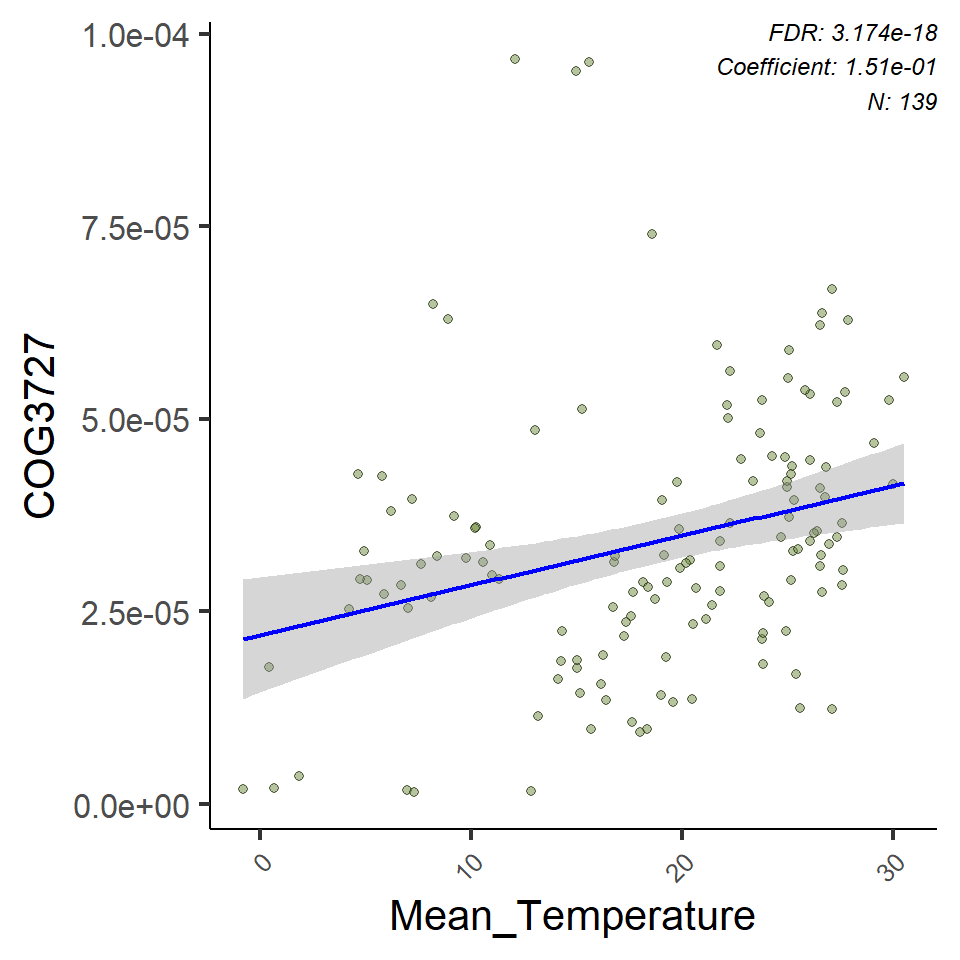 FDR: 3.174e-18
Coefficient: 1.51e-01
N: 139
1.0e-04
7.5e-05
5.0e-05
2.5e-05
0.0e+00
COG3727
0
10
20
30
Mean_Temperature